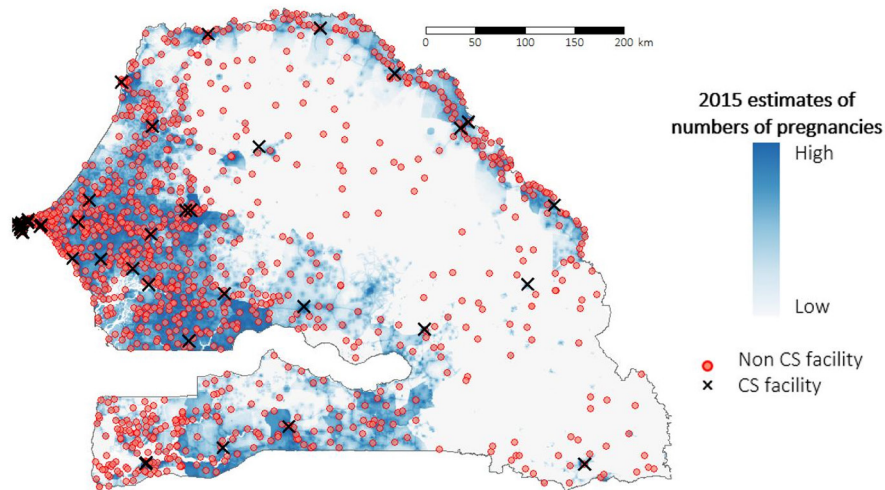 0 50 100 150 200 km
2015 estimates of
numbers of pregnancies
High
Low
Non CS facility
CS facility